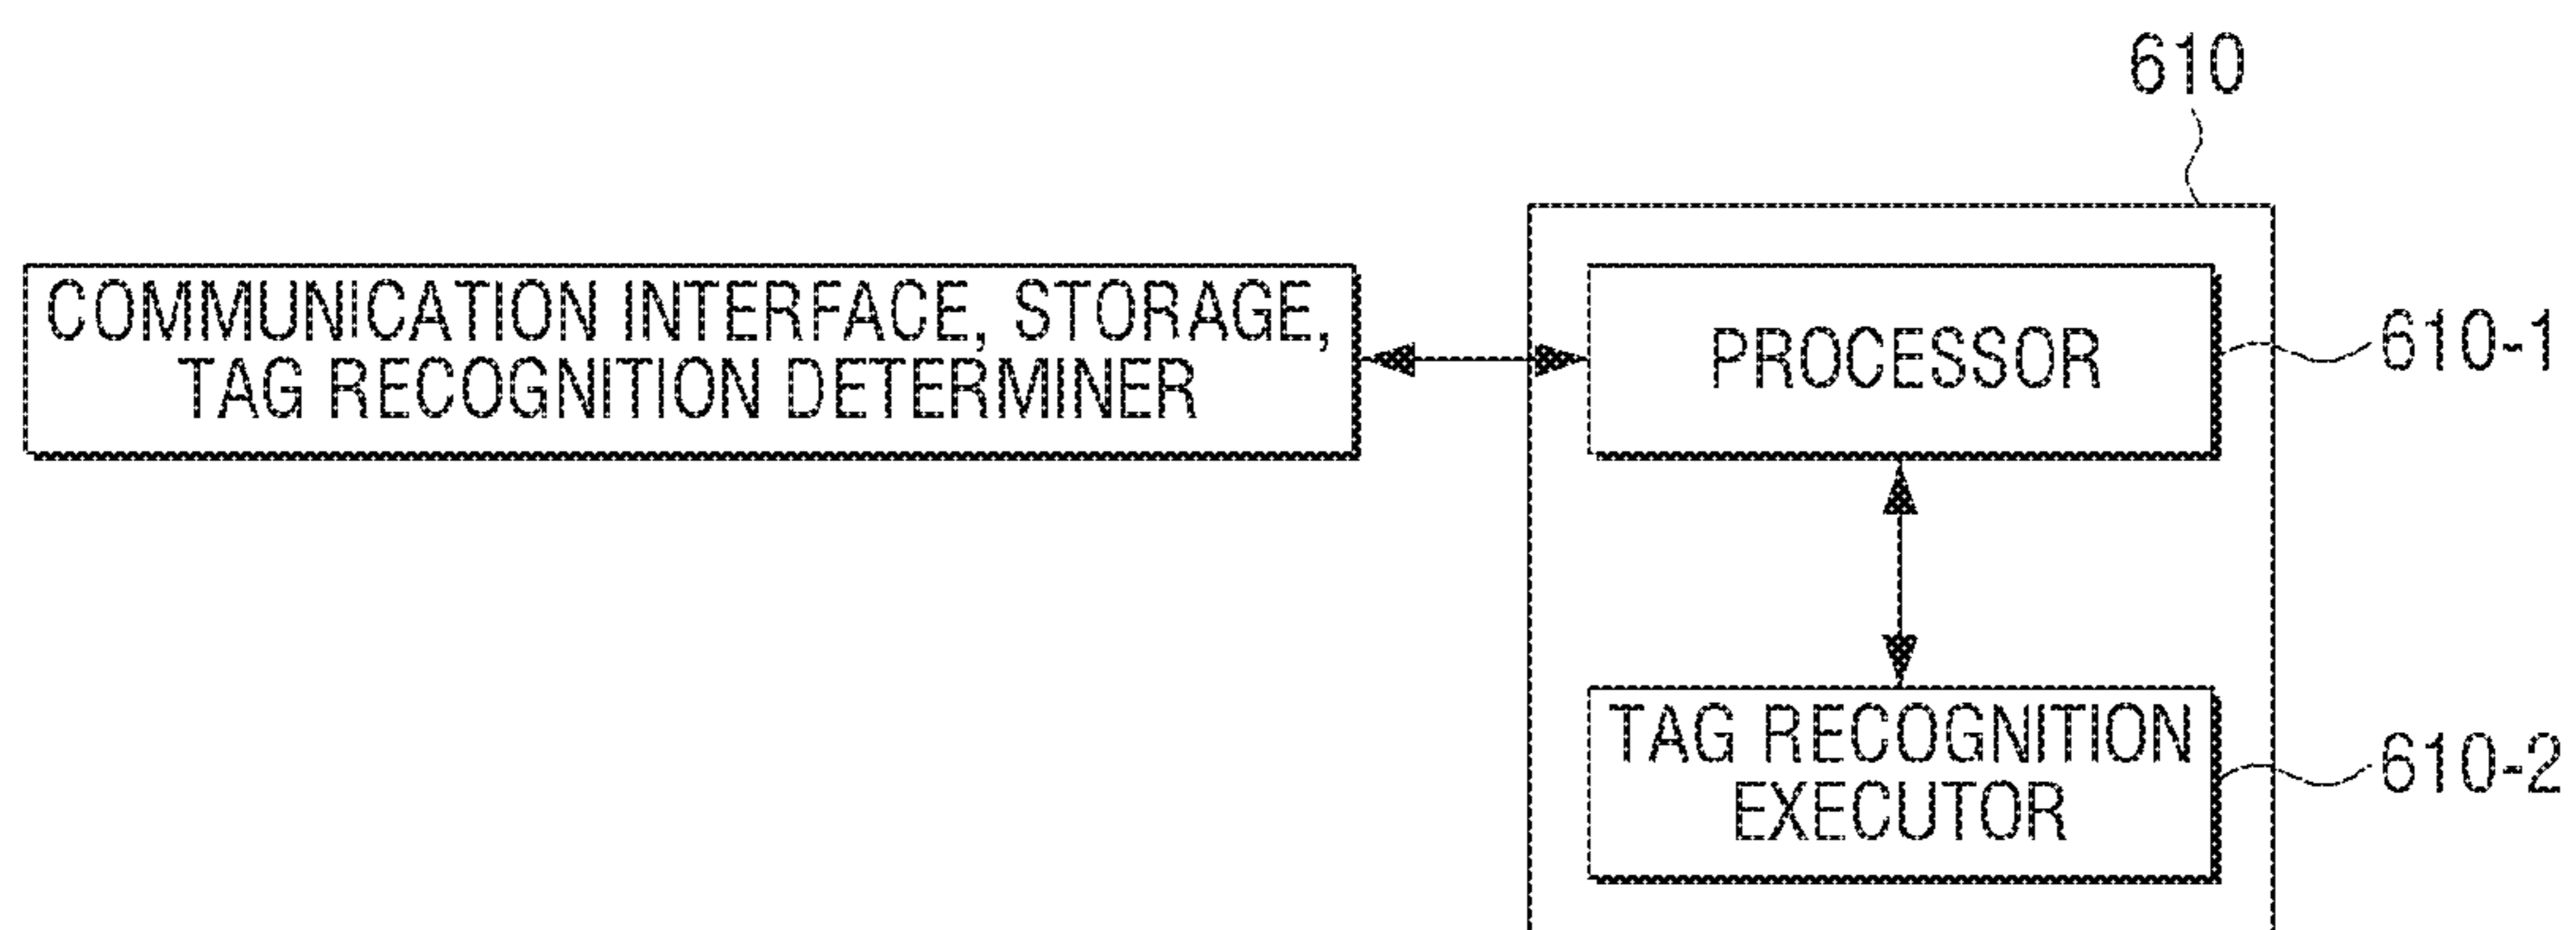 610
COMMUNICATION INTERFACE, STORAGE,
TAG RECOGNITION DETERMINER
PROCESSOR
610-1
TAG RECOGNITION
EXECUTOR
610-2